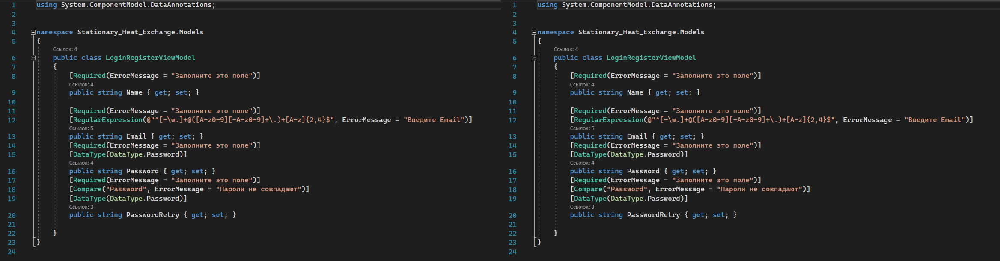 1 using System.ComponentModel.DataAnnotations;
2
3
4 namespace Stationary_Heat_Exchange.Models
5 {
Ссылок: 4
6 public class LoginRegisterViewModel
7 {
8 [Required(ErrorMessage = "Заполните это поле")]
Ссылок: 4
9 public string Name { get; set; }
10
11 [Required(ErrorMessage = "Заполните это поле")]
12 [RegularExpression(@"^[-\w.]+@([A-z0-9][-A-z0-9]+\.)+[A-z]{2,4}$", ErrorMessage = "Введите Email")]
Ссылок: 5
13 public string Email { get; set; }
14 [Required(ErrorMessage = "Заполните это поле")]
15 [DataType(DataType.Password)]
Ссылок: 4
16 public string Password { get; set; }
17 [Required(ErrorMessage = "Заполните это поле")]
18 [Compare("Password", ErrorMessage = "Пароли не совпадают")]
19 [DataType(DataType.Password)]
Ссылок: 3
20 public string PasswordRetry { get; set; }
21
22 }
23 }
24
1 using System.ComponentModel.DataAnnotations;
2
3
4 namespace Stationary_Heat_Exchange.Models
5 {
Ссылок: 4
6 public class LoginRegisterViewModel
7 {
8 [Required(ErrorMessage = "Заполните это поле")]
Ссылок: 4
9 public string Name { get; set; }
10
11 [Required(ErrorMessage = "Заполните это поле")]
12 [RegularExpression(@"^[-\w.]+@([A-z0-9][-A-z0-9]+\.)+[A-z]{2,4}$", ErrorMessage = "Введите Email")]
Ссылок: 5
13 public string Email { get; set; }
14 [Required(ErrorMessage = "Заполните это поле")]
15 [DataType(DataType.Password)]
Ссылок: 4
16 public string Password { get; set; }
17 [Required(ErrorMessage = "Заполните это поле")]
18 [Compare("Password", ErrorMessage = "Пароли не совпадают")]
19 [DataType(DataType.Password)]
Ссылок: 3
20 public string PasswordRetry { get; set; }
21
22 }
23 }
24